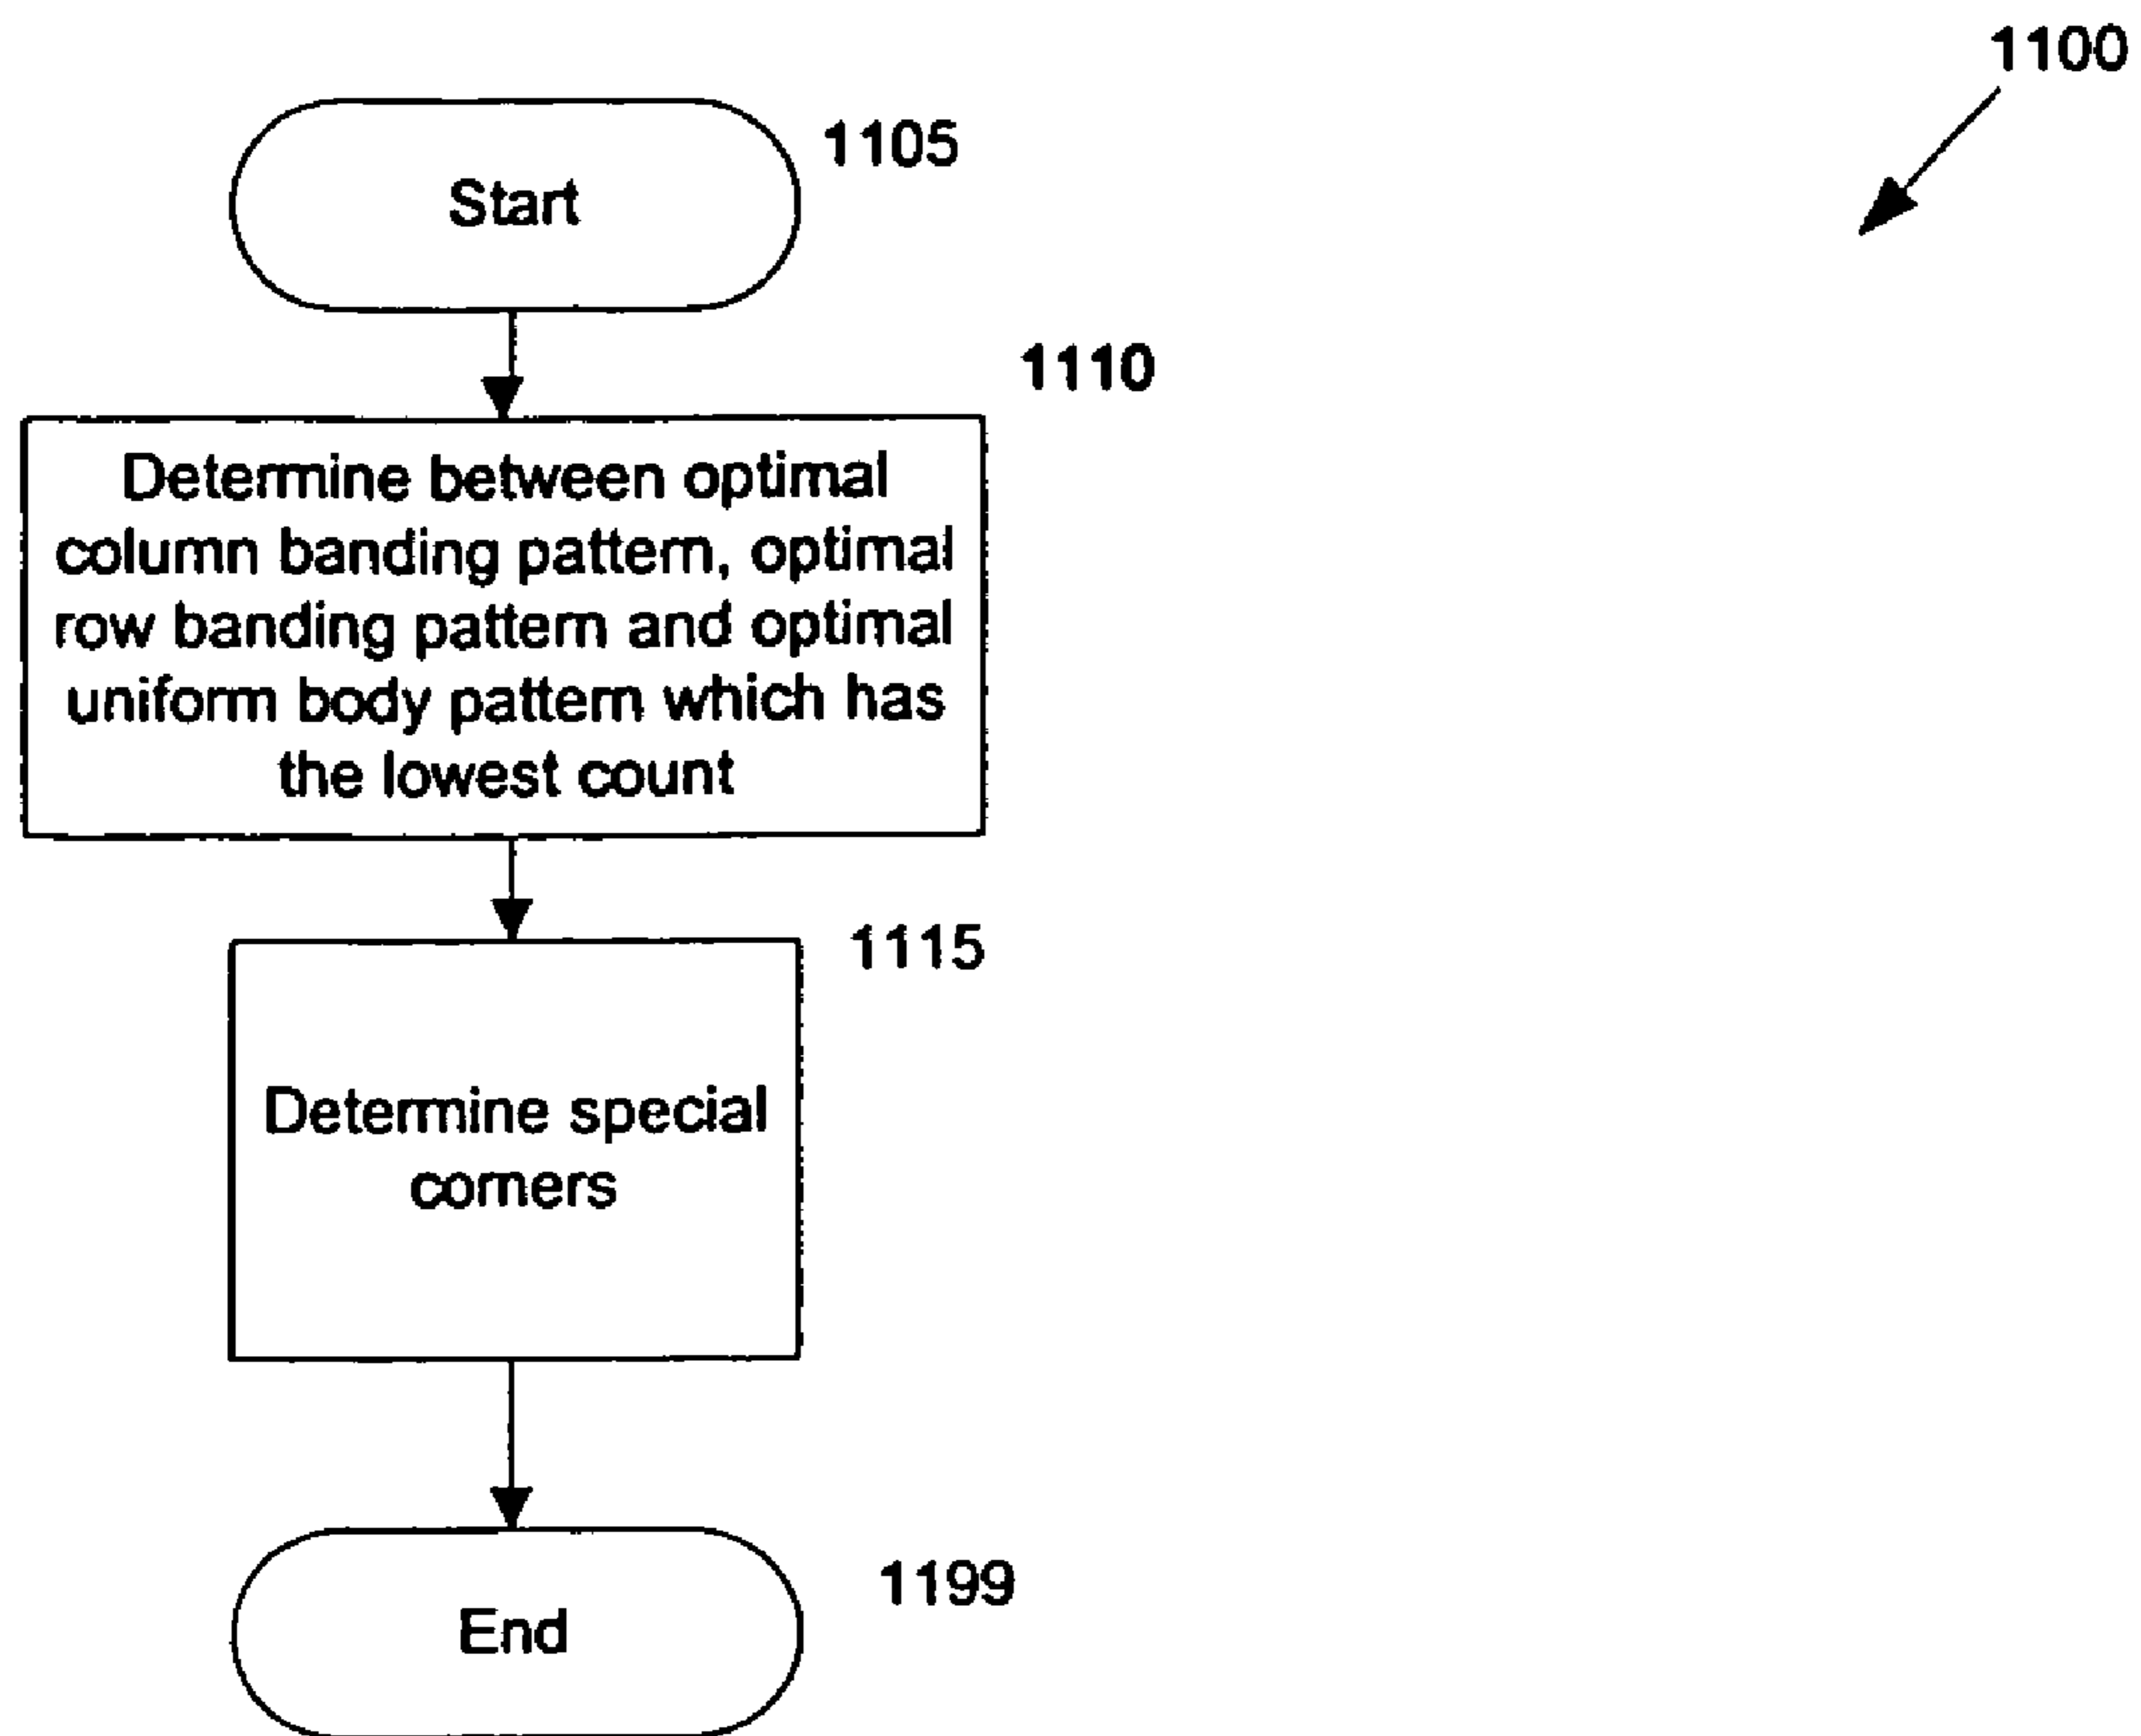 1100
1105
Start
1110
Determine between optimal
column banding pattern, optimal
row banding pattern and optimal
uniform body pattern which has
the lowest count
1115
Determine special
corners
1199
End